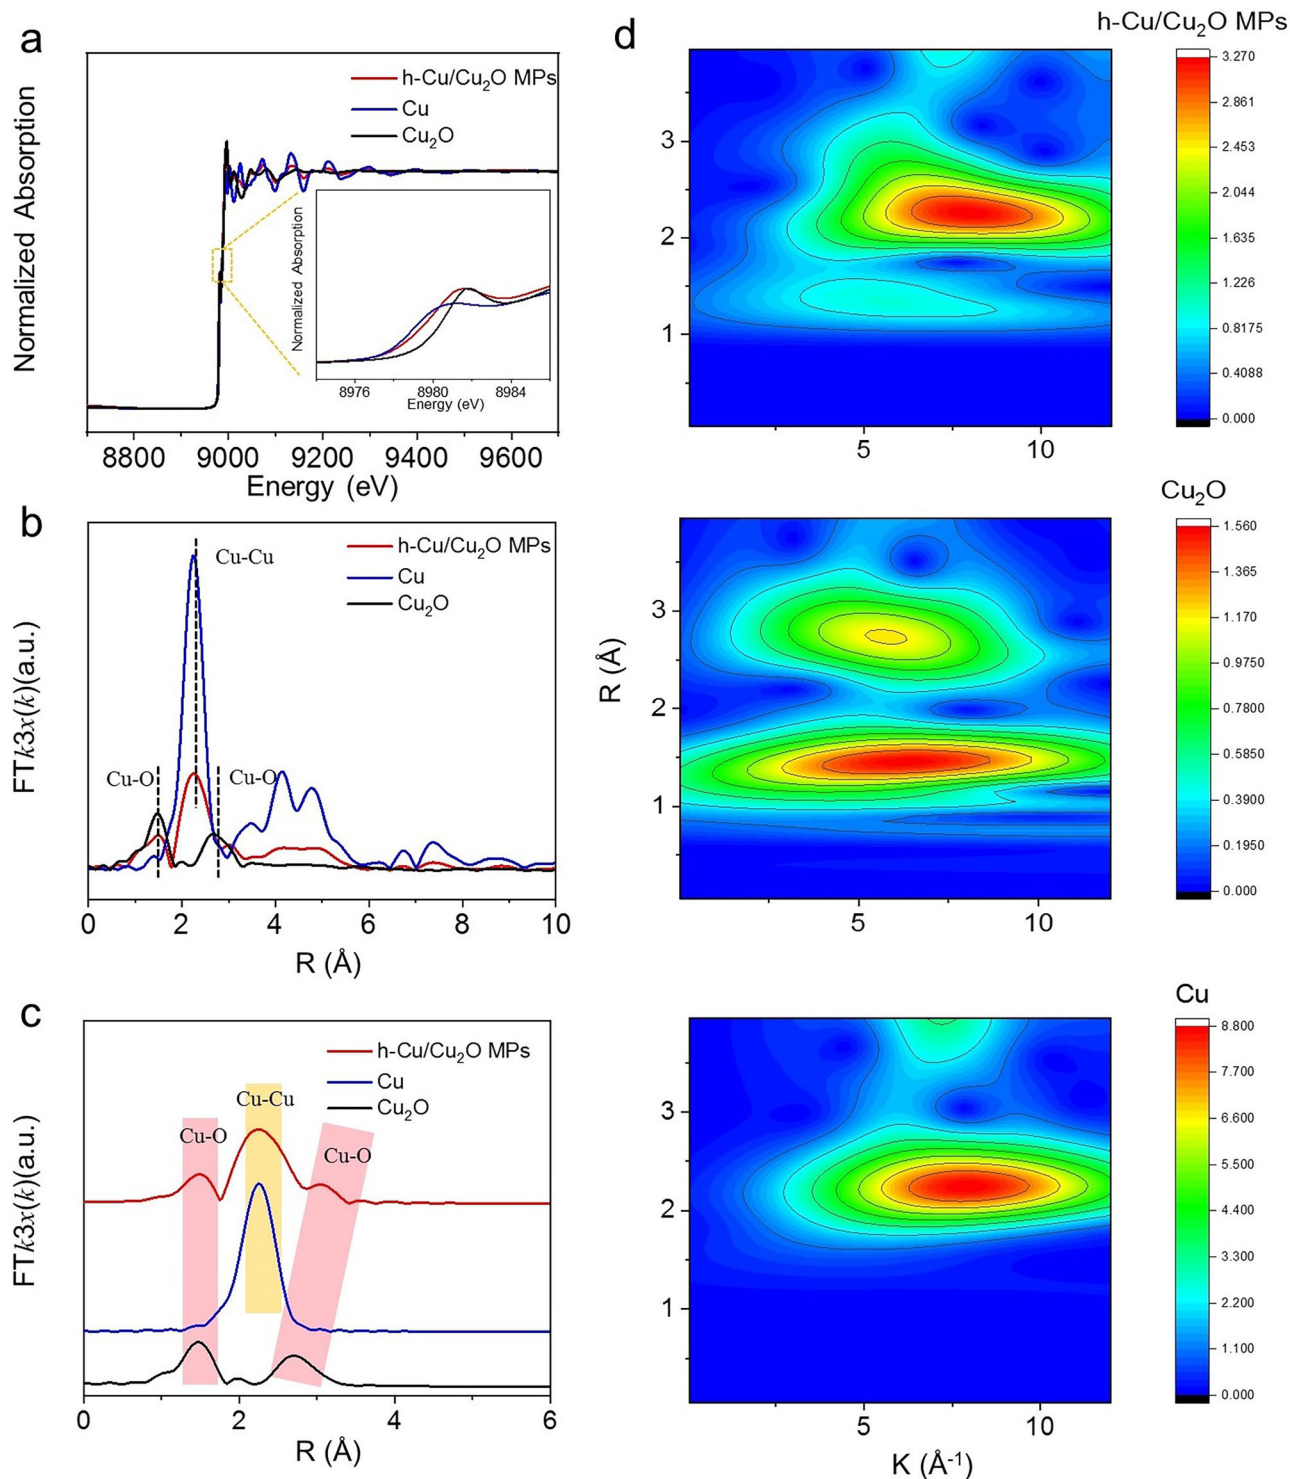 a
h-Cu/Cu₂O MPs
Cu
Cu₂O
Normalized Absorption
Normalized Absorption
8976 8980 8984
Energy (eV)
8800 9000 9200 9400 9600
Energy (eV)
b
Cu-Cu
h-Cu/Cu₂O MPs
Cu
Cu₂O
Cu-O
Cu-O
FTk3x(k)(a.u.)
0 2 4 6 8 10
R (Å)
c
h-Cu/Cu₂O MPs
Cu
Cu₂O
Cu-Cu
Cu-O
Cu-O
FTk3x(k)(a.u.)
0 2 4 6
R (Å)
d
h-Cu/Cu₂O MPs
3
2
1
5 10
3.270
2.861
2.453
2.044
1.635
1.226
0.8175
0.4088
0.000
Cu₂O
R (Å)
3
2
1
5 10
1.560
1.365
1.170
0.9750
0.7800
0.5850
0.3900
0.1950
0.000
Cu
3
2
1
5 10
K (Å⁻¹)
8.800
7.700
6.600
5.500
4.400
3.300
2.200
1.100
0.000